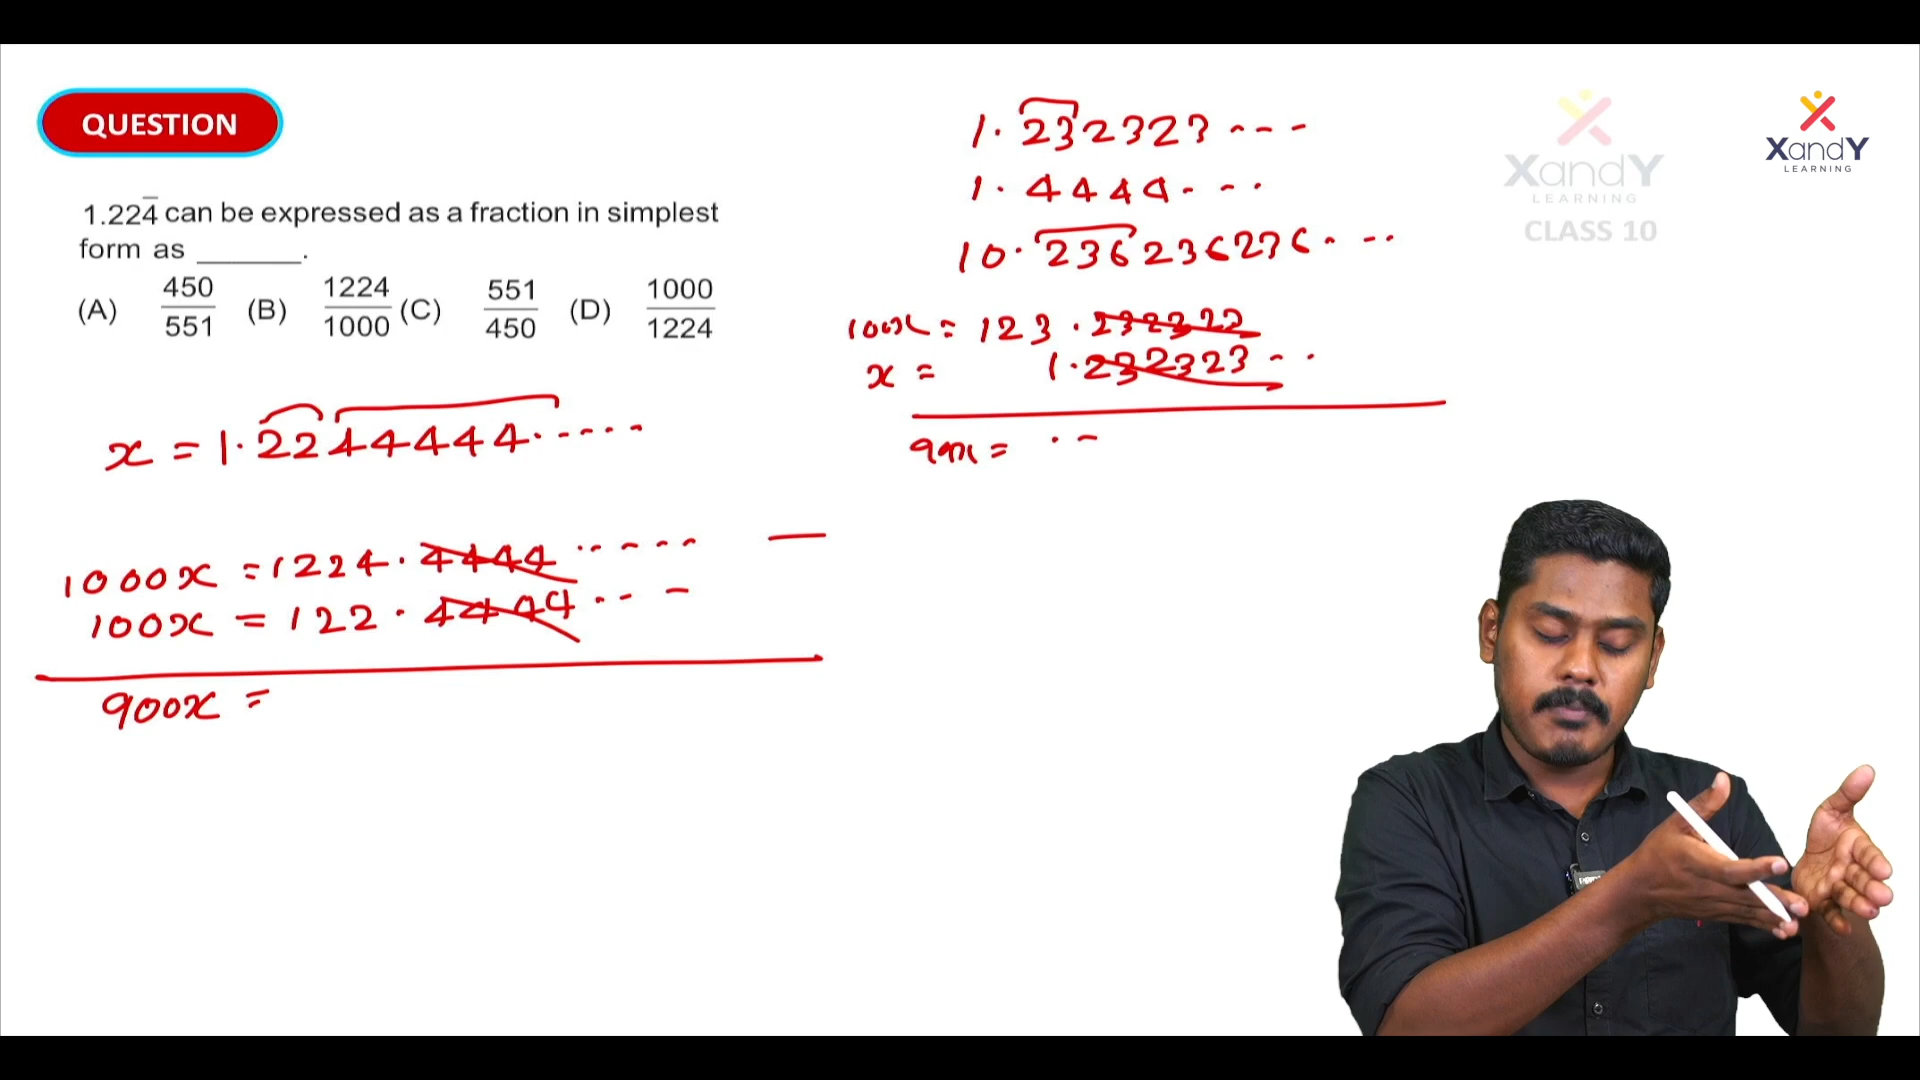 QUESTION
1.224̅ can be expressed as a fraction in simplest
form as ________.
(A) 450/551 (B) 1224/1000 (C) 551/450 (D) 1000/1224
x = 1.2244444.....
1000x = 1224.4444.....
100x = 122.4444...
900x =
1.232323---
1.4444---
10.236236236---
100x = 123.232322
x = 1.232323--
99x = --
XandY
LEARNING
CLASS 10
XandY
LEARNING